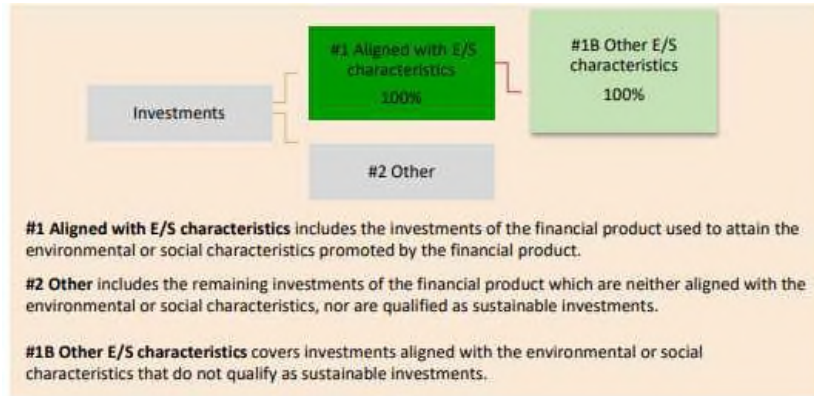 #1 Aligned with E/S
characteristics
100%
#1B Other E/S
characteristics
100%
Investments
#2 Other
#1 Aligned with E/S characteristics includes the investments of the financial product used to attain the
environmental or social characteristics promoted by the financial product.
#2 Other includes the remaining investments of the financial product which are neither aligned with the
environmental or social characteristics, nor are qualified as sustainable investments.
#1B Other E/S characteristics covers investments aligned with the environmental or social
characteristics that do not qualify as sustainable investments.